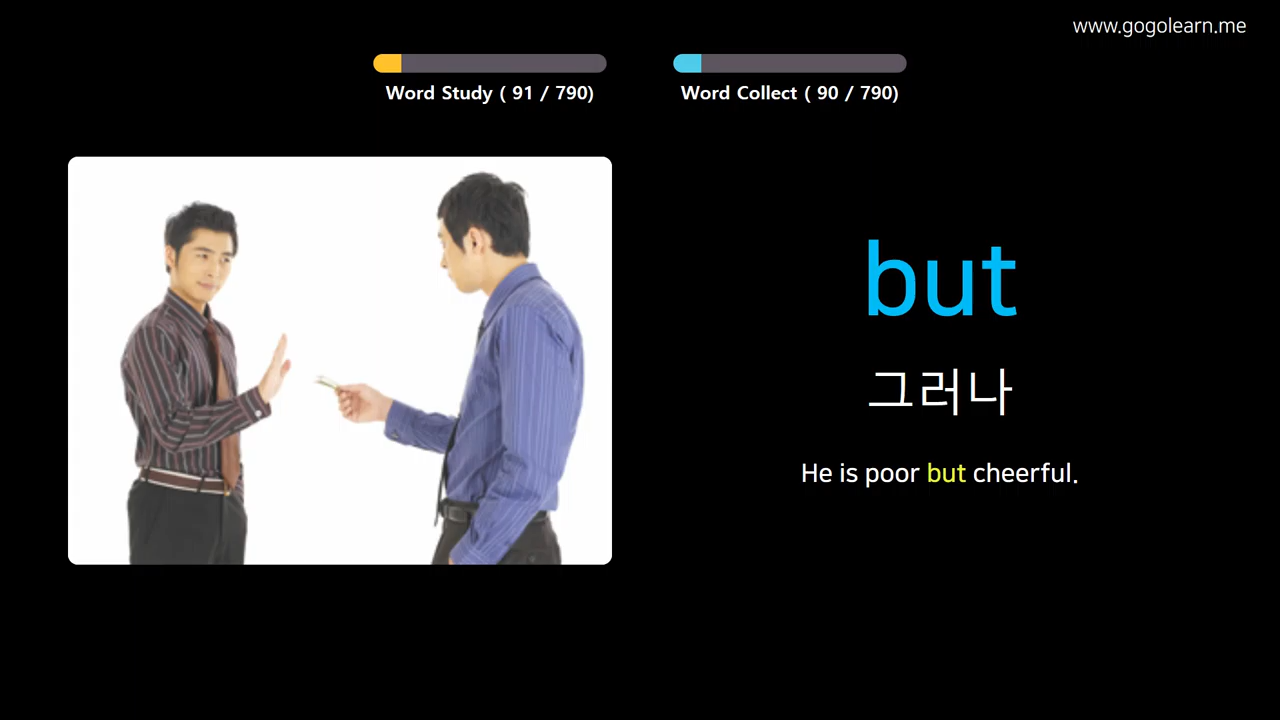 www.gogolearn.me
Word Study ( 91 / 790)
Word Collect ( 90 / 790)
but
그러나
He is poor but cheerful.